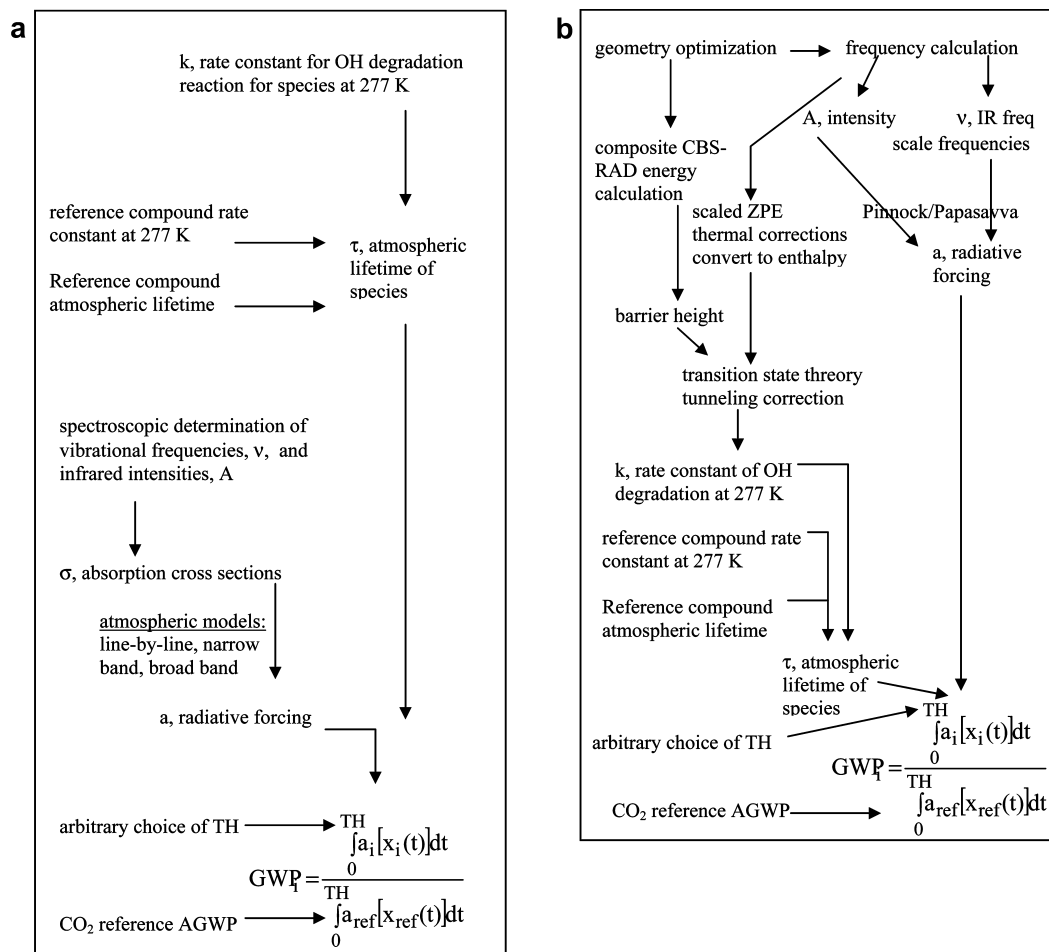 a
k, rate constant for OH degradation
reaction for species at 277 K
reference compound rate
constant at 277 K
τ, atmospheric
lifetime of
species
Reference compound
atmospheric lifetime
spectroscopic determination of
vibrational frequencies, ν, and
infrared intensities, A
σ, absorption cross sections
atmospheric models:
line-by-line, narrow
band, broad band
a, radiative forcing
arbitrary choice of TH
TH
∫a_i[x_i(t)]dt
0
GWP_i =
TH
∫a_ref[x_ref(t)]dt
0
CO₂ reference AGWP
b
geometry optimization
frequency calculation
A, intensity
ν, IR freq
scale frequencies
composite CBS-
RAD energy
calculation
scaled ZPE
thermal corrections
convert to enthalpy
Pinnock/Papasavva
a, radiative
forcing
barrier height
transition state threory
tunneling correction
k, rate constant of OH
degradation at 277 K
reference compound rate
constant at 277 K
Reference compound
atmospheric lifetime
τ, atmospheric
lifetime of
species
arbitrary choice of TH
TH
∫a_i[x_i(t)]dt
0
GWP_i =
TH
∫a_ref[x_ref(t)]dt
0
CO₂ reference AGWP